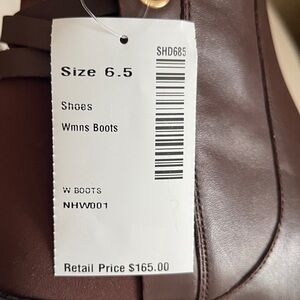 SHD685
Size 6.5
Shoes
Wmns Boots
W BOOTS
NHW001
Retail Price $165.00